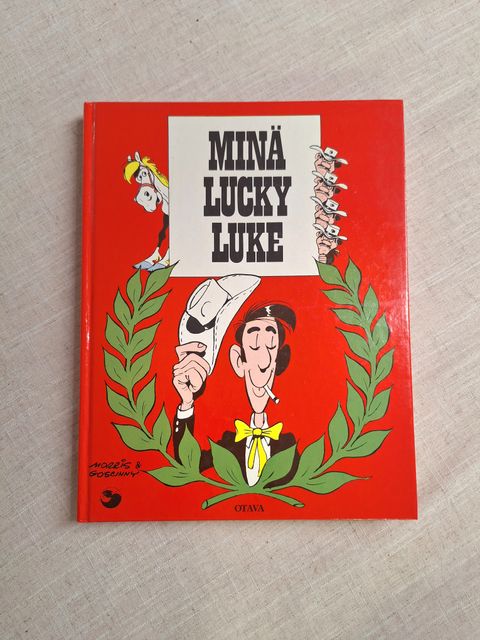 MINÄ
LUCKY
LUKE
MORRIS &
GOSCINNY
OTAVA